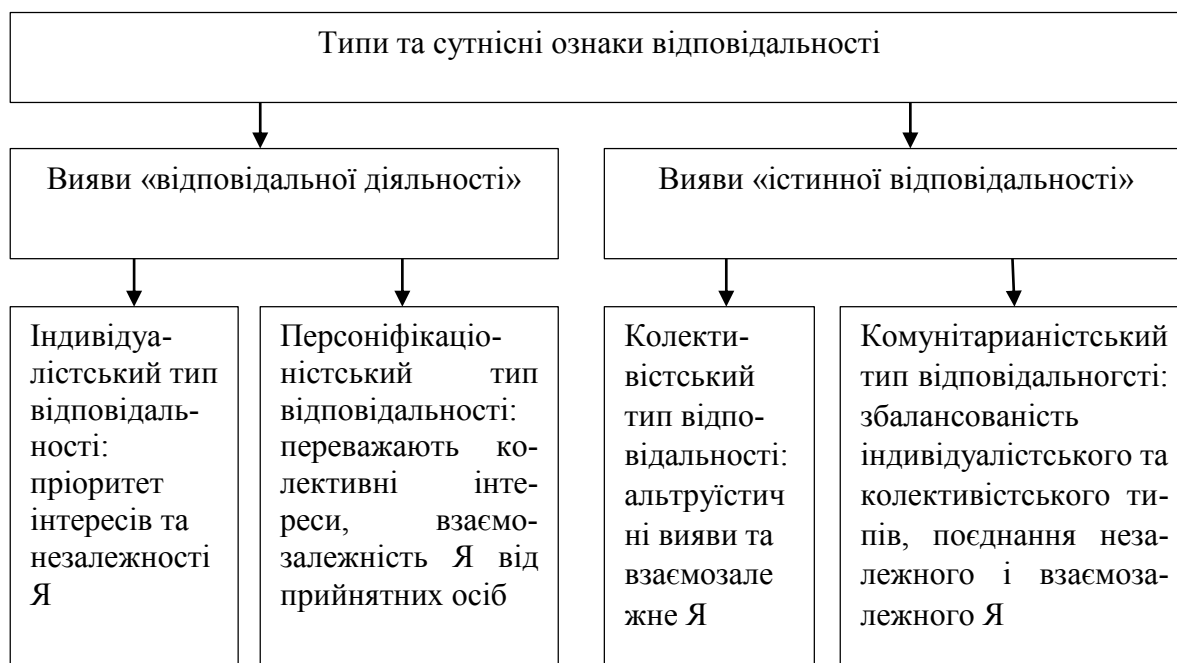 Типи та сутнісні ознаки відповідальності
Вияви «відповідальної діяльності»
Вияви «істинної відповідальності»
Індивідуа-
лістський тип
відповідаль-
ності:
пріоритет
інтересів та
незалежності
Я
Персоніфікаціо-
ністський тип
відповідальності:
переважають ко-
лективні інте-
реси, взаємо-
залежність Я від
прийнятних осіб
Колекти-
вістський
тип відпо-
відальності:
альтруїстич
ні вияви та
взаємозале
жне Я
Комунітарианістський
тип відповідальногсті:
збалансованість
індивідуалістського та
колективістського ти-
пів, поєднання неза-
лежного і взаємоза-
лежного Я